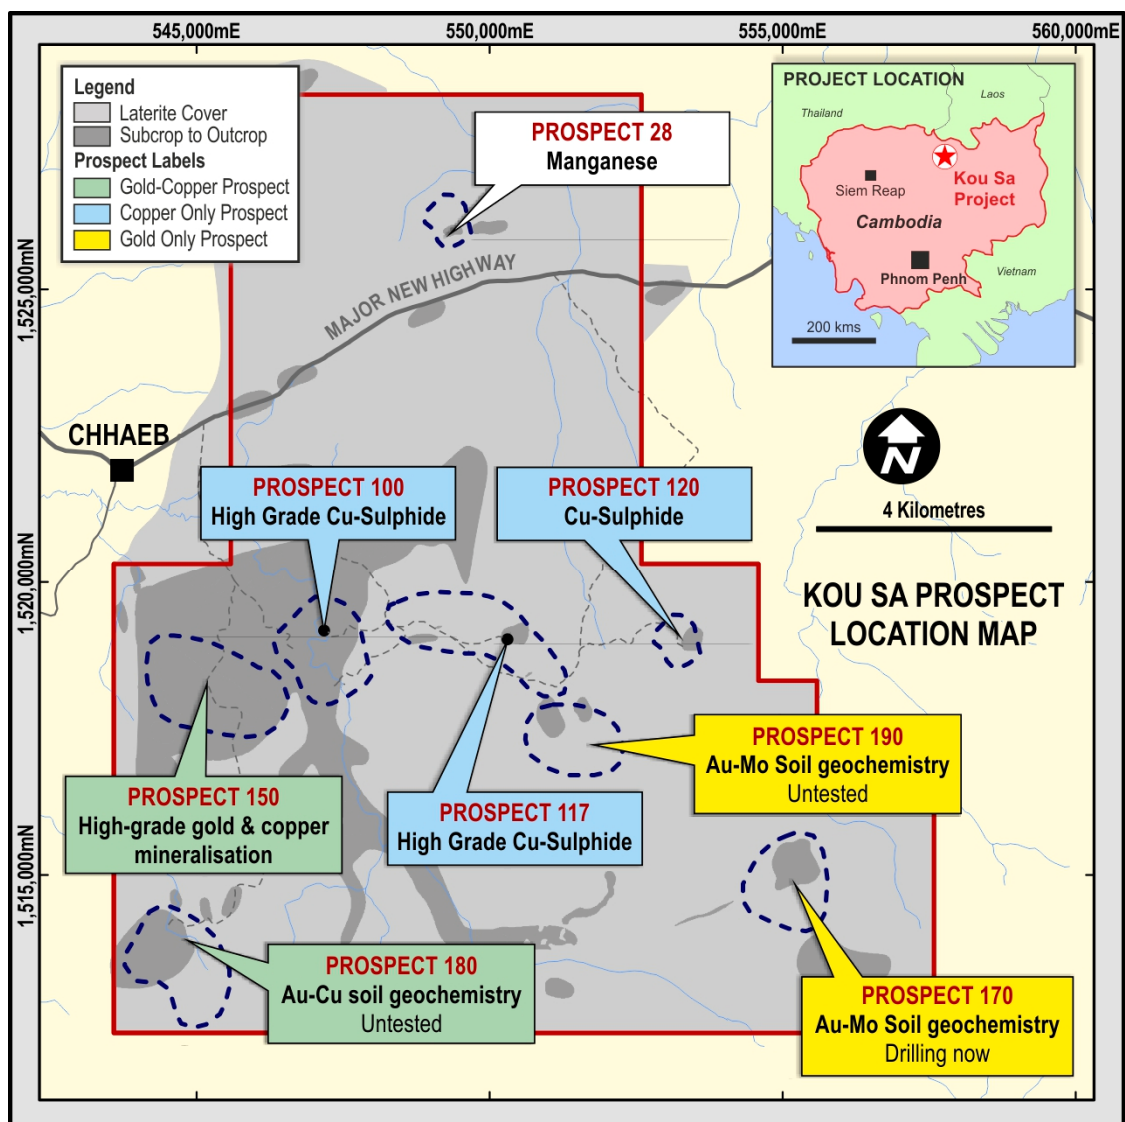 545,000mE
550,000mE
555,000mE
560,000mE
Legend
Laterite Cover
Subcrop to Outcrop
Prospect Labels
Gold-Copper Prospect
Copper Only Prospect
Gold Only Prospect
PROSPECT 28
Manganese
PROJECT LOCATION
Laos
Thailand
Siem Reap
Kou Sa
Project
Cambodia
Phnom Penh
Vietnam
200 kms
1,525,000mN
MAJOR NEW HIGHWAY
CHHAEB
N
4 Kilometres
KOU SA PROSPECT
LOCATION MAP
PROSPECT 100
High Grade Cu-Sulphide
PROSPECT 120
Cu-Sulphide
1,520,000mN
PROSPECT 190
Au-Mo Soil geochemistry
Untested
PROSPECT 150
High-grade gold & copper
mineralisation
PROSPECT 117
High Grade Cu-Sulphide
1,515,000mN
PROSPECT 180
Au-Cu soil geochemistry
Untested
PROSPECT 170
Au-Mo Soil geochemistry
Drilling now